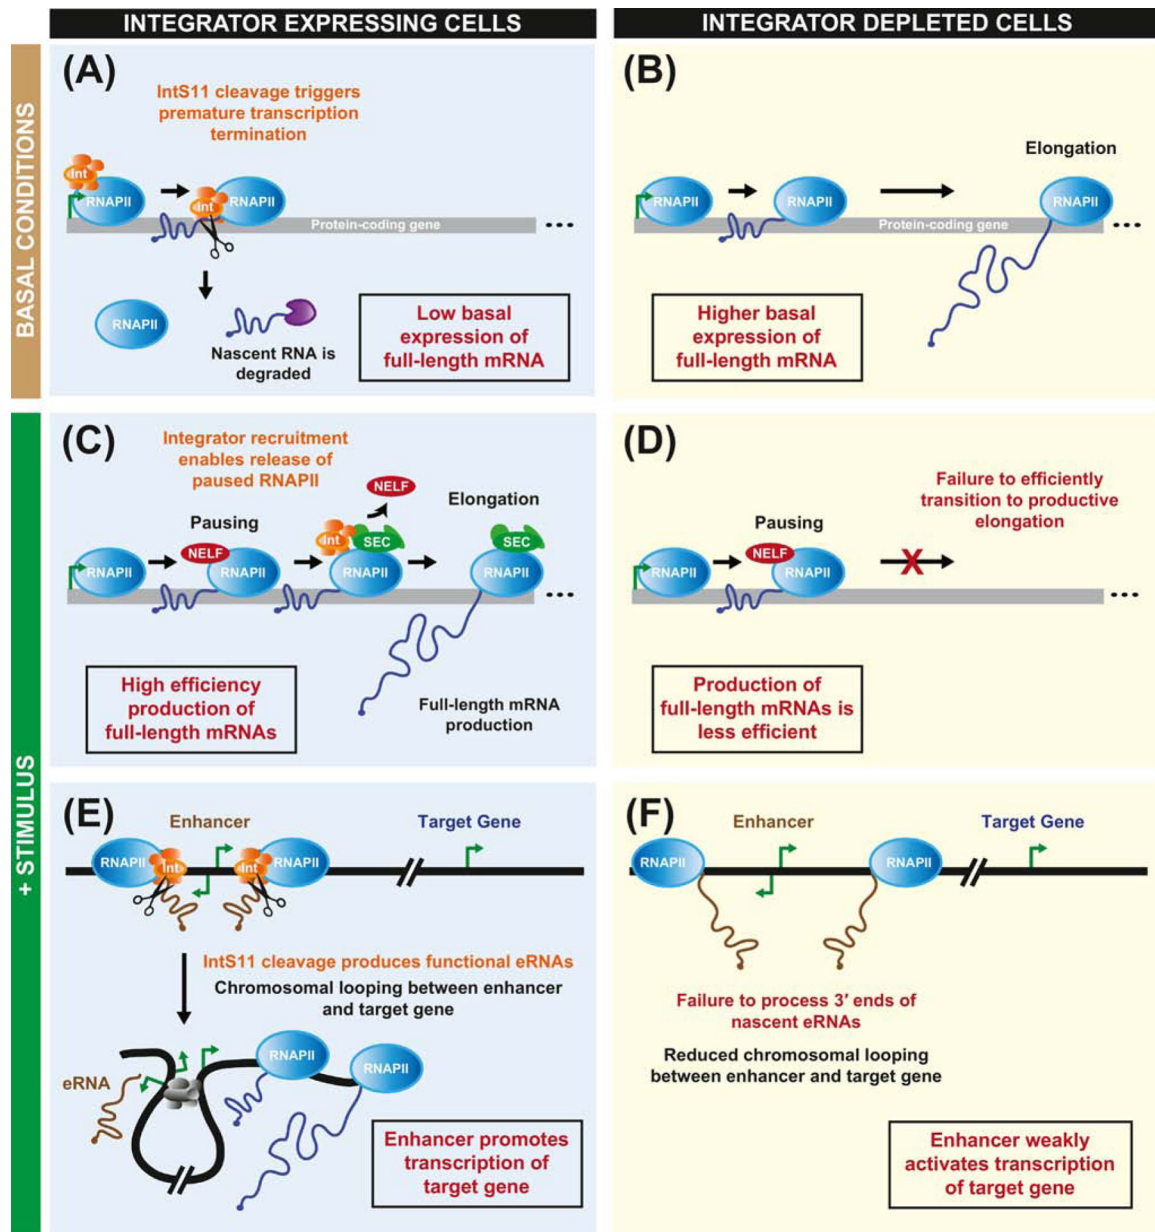 INTEGRATOR EXPRESSING CELLS
INTEGRATOR DEPLETED CELLS
BASAL CONDITIONS
(A)
IntS11 cleavage triggers
premature transcription
termination
Int
RNAPII
Int
RNAPII
Protein-coding gene
...
RNAPII
Nascent RNA is
degraded
Low basal
expression of
full-length mRNA
(B)
Elongation
RNAPII
RNAPII
RNAPII
Protein-coding gene
...
Higher basal
expression of
full-length mRNA
+ STIMULUS
(C)
Integrator recruitment
enables release of
paused RNAPII
NELF
Pausing
Elongation
RNAPII
NELF
RNAPII
Int
SEC
RNAPII
SEC
RNAPII
...
High efficiency
production of
full-length mRNAs
Full-length mRNA
production
(D)
Failure to efficiently
transition to productive
elongation
Pausing
RNAPII
NELF
RNAPII
X
...
Production of
full-length mRNAs is
less efficient
(E)
Enhancer
Target Gene
RNAPII
Int
Int
RNAPII
IntS11 cleavage produces functional eRNAs
Chromosomal looping between enhancer
and target gene
eRNA
RNAPII
RNAPII
Enhancer promotes
transcription of
target gene
(F)
Enhancer
Target Gene
RNAPII
RNAPII
Failure to process 3′ ends of
nascent eRNAs
Reduced chromosomal looping
between enhancer and target gene
Enhancer weakly
activates transcription
of target gene